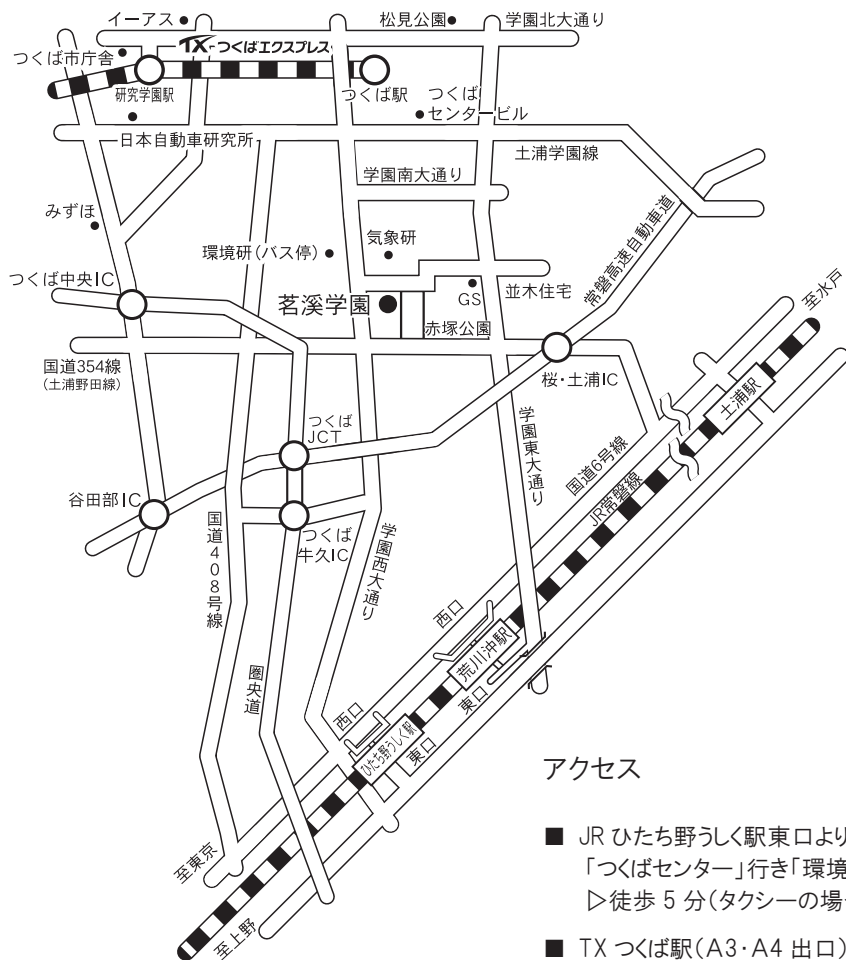 イーアス
松見公園
学園北大通り
TX つくばエクスプレス
つくば市庁舎
研究学園駅
つくば駅
つくば
センタービル
日本自動車研究所
土浦学園線
学園南大通り
みずほ
環境研(バス停)
気象研
常磐高速自動車道
つくば中央IC
GS
並木住宅
茗溪学園
赤塚公園
至水戸
国道354線
(土浦野田線)
桜・土浦IC
土浦駅
つくば
JCT
学園東大通り
国道6号線
JR常磐線
谷田部IC
つくば
牛久IC
国道408号線
学園西大通り
西口
荒川沖駅
東口
圏央道
西口
ひたち野うしく駅
東口
至東京
至上野
アクセス
■ JR ひたち野うしく駅東口より
「つくばセンター」行き「環境
▷徒歩 5 分(タクシーの場
■ TX つくば駅(A3・A4 出口)